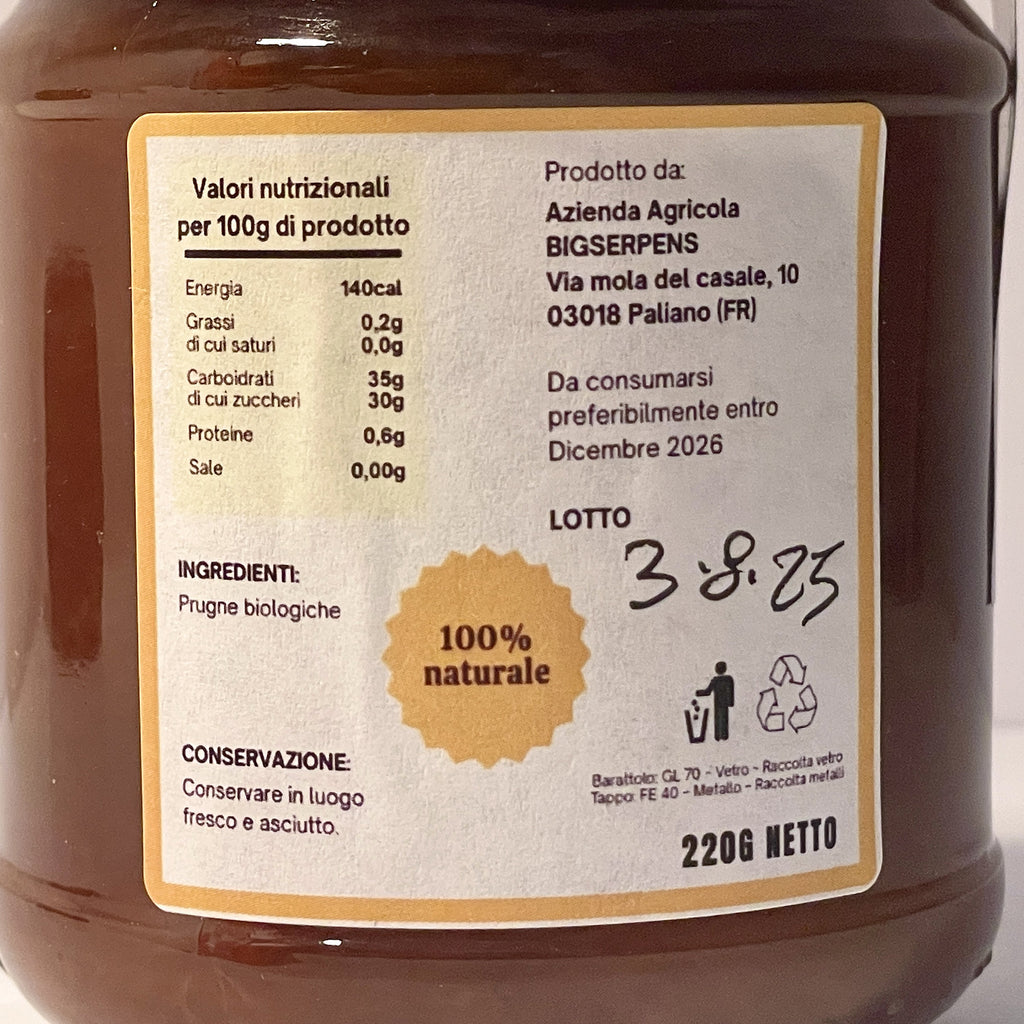 Valori nutrizionali
per 100g di prodotto
Energia 140cal
Grassi 0,2g
di cui saturi 0,0g
Carboidrati 35g
di cui zuccheri 30g
Proteine 0,6g
Sale 0,00g
INGREDIENTI:
Prugne biologiche
CONSERVAZIONE:
Conservare in luogo
fresco e asciutto.
100%
naturale
Prodotto da:
Azienda Agricola
BIGSERPENS
Via mola del casale, 10
03018 Paliano (FR)
Da consumarsi
preferibilmente entro
Dicembre 2026
LOTTO
3.8.25
Barattolo: GL 70 - Vetro - Raccolta vetro
Tappo: FE 40 - Metallo - Raccolta metalli
220G NETTO